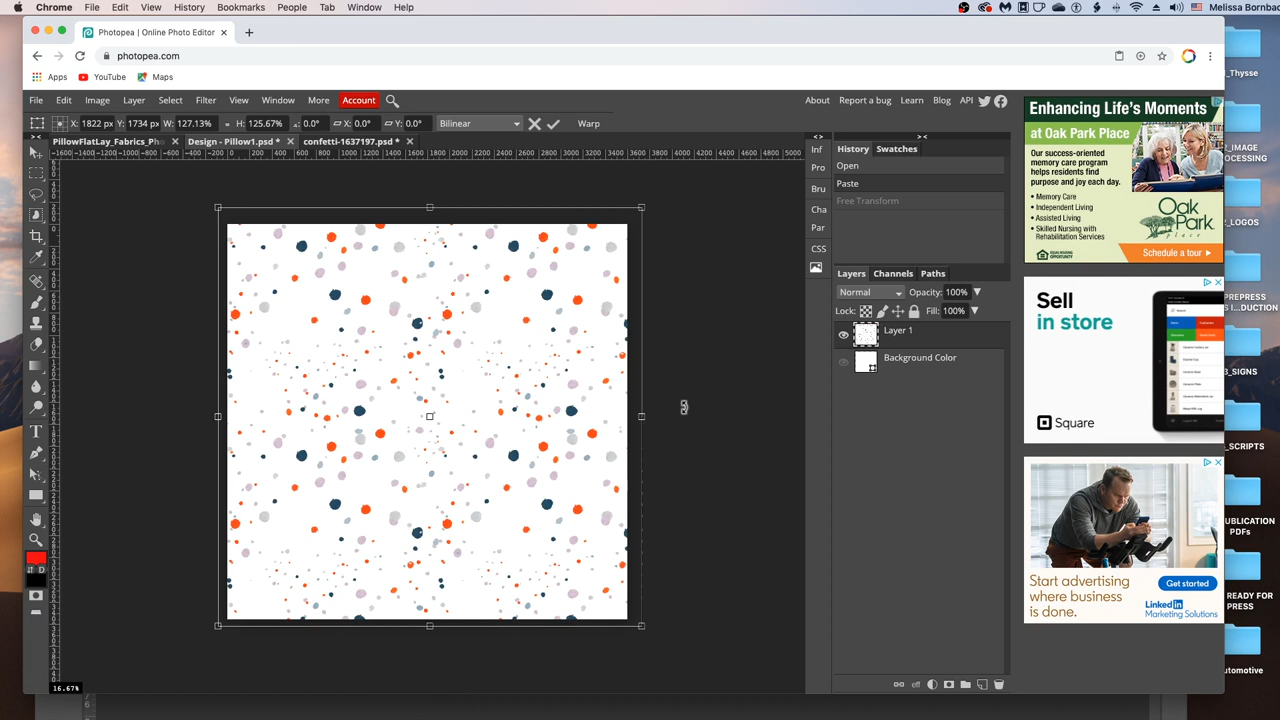 Chrome File Edit View History Bookmarks People Tab Window Help Melissa Bornbac
Photopea | Online Photo Editor
photopea.com
Apps YouTube Maps
File Edit Image Layer Select Filter View Window More Account About Report a bug Learn Blog API
X: 1822 px Y: 1734 px W: 127.13% = H: 125.67% 0.0° X: 0.0° Y: 0.0° Bilinear Warp
PillowFlatLay_Fabrics_Ph Design - Pillow1.psd * confetti-1637197.psd *
Inf
Pro
Bru
Cha
Par
CSS
History Swatches
Open
Paste
Free Transform
Layers Channels Paths
Normal Opacity: 100%
Lock: Fill: 100%
Layer 1
Background Color
T
D
16.67%
Enhancing Life's Moments
at Oak Park Place
Our success-oriented
memory care program
helps residents find
purpose and joy each day.
• Memory Care
• Independent Living
• Assisted Living
• Skilled Nursing with
Rehabilitation Services
Oak
Park
place
Schedule a tour
Sell
in store
Square
Start advertising
where business
is done.
Get started
LinkedIn
Marketing Solutions
_Thysse
_IMAGE
OCESSING
_LOGOS
_SIGNS
_SCRIPTS
PDFs
READY FOR
PRESS
utomotive